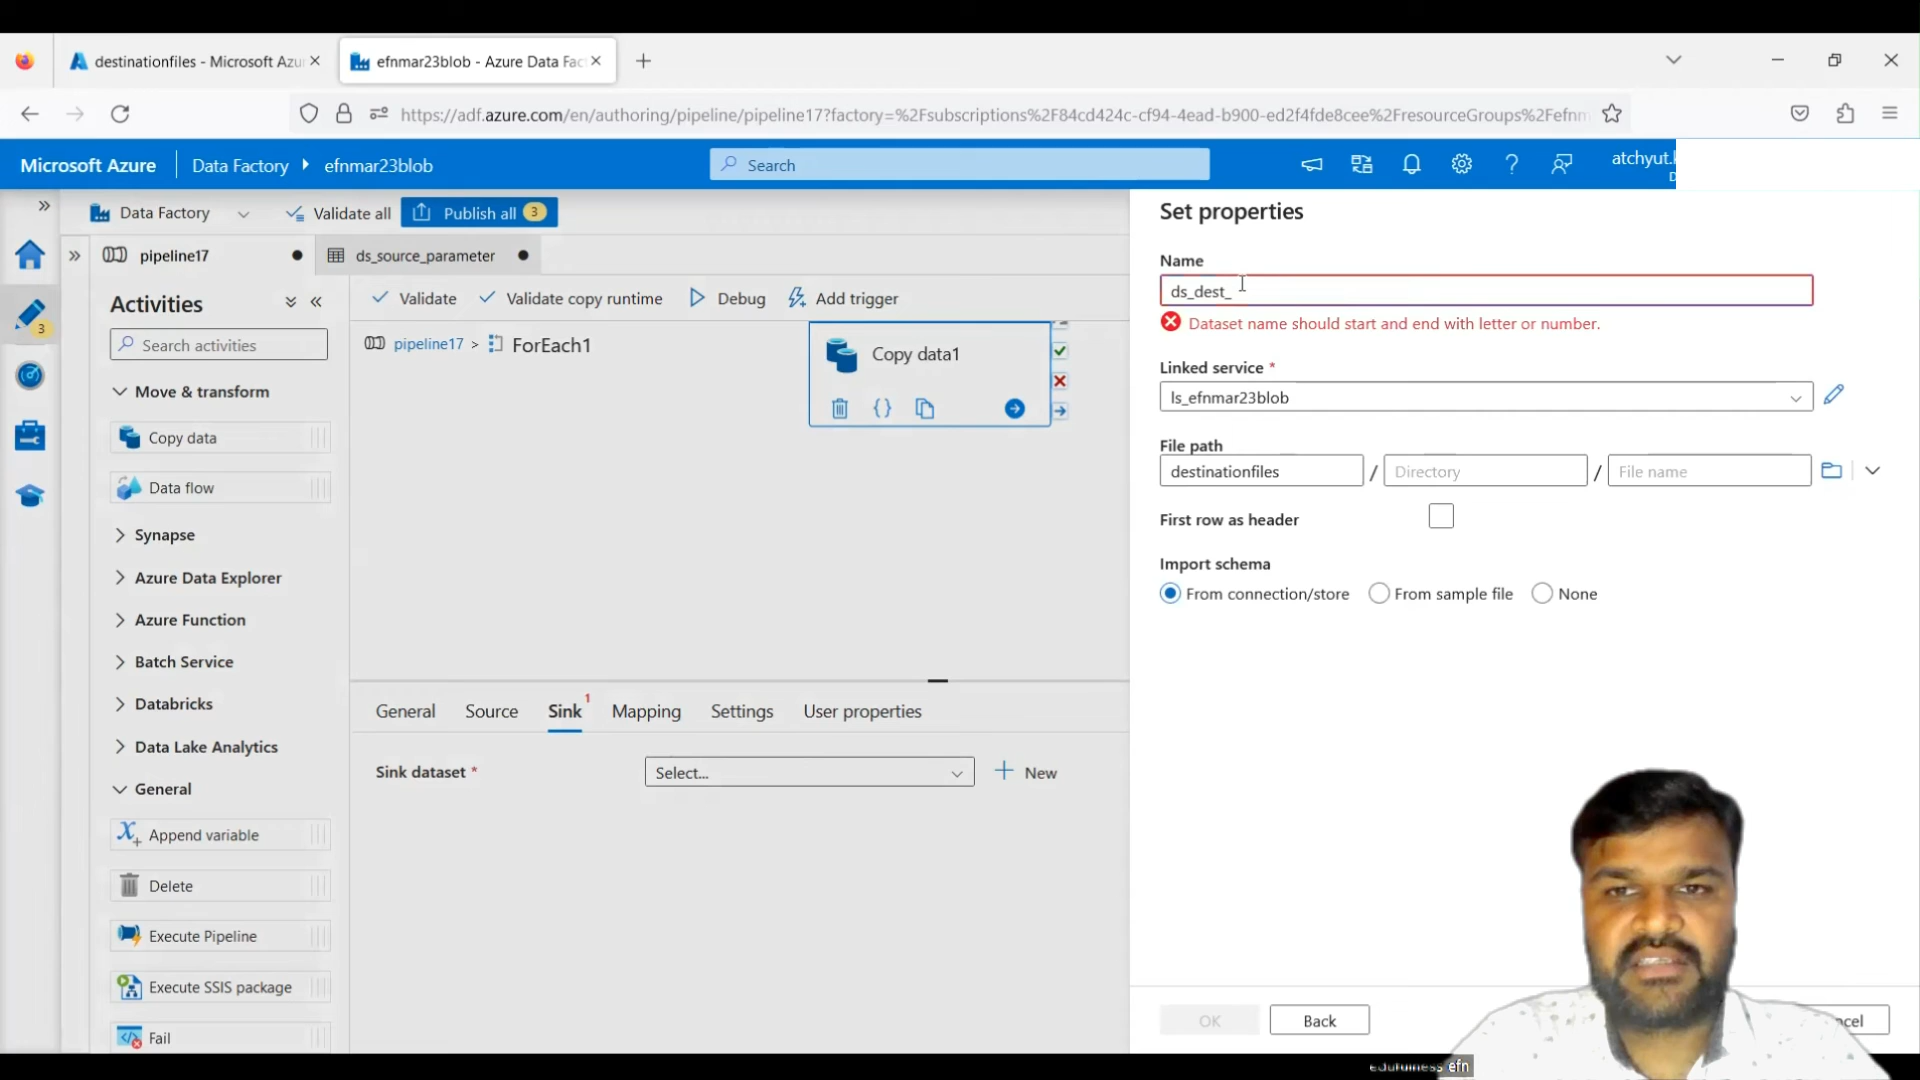 destinationfiles - Microsoft Azu
efnmar23blob - Azure Data Fac
https://adf.azure.com/en/authoring/pipeline/pipeline17?factory=%2Fsubscriptions%2F84cd424c-cf94-4ead-b900-ed2f4fde8cee%2FresourceGroups%2Fefnm
Microsoft Azure
Data Factory
efnmar23blob
Search
atchyut.k
Data Factory
Validate all
Publish all
3
Set properties
pipeline17
ds_source_parameter
Name
ds_dest_
Dataset name should start and end with letter or number.
3
Activities
Validate
Validate copy runtime
Debug
Add trigger
Search activities
pipeline17 > ForEach1
Copy data1
{}
Linked service *
ls_efnmar23blob
Move & transform
Copy data
Data flow
File path
destinationfiles / Directory / File name
First row as header
Synapse
Import schema
Azure Data Explorer
From connection/store
From sample file
None
Azure Function
Batch Service
Databricks
General
Source
Sink
1
Mapping
Settings
User properties
Data Lake Analytics
Sink dataset *
Select...
New
General
Append variable
Delete
Execute Pipeline
Execute SSIS package
Fail
OK
Back
ncel
efn